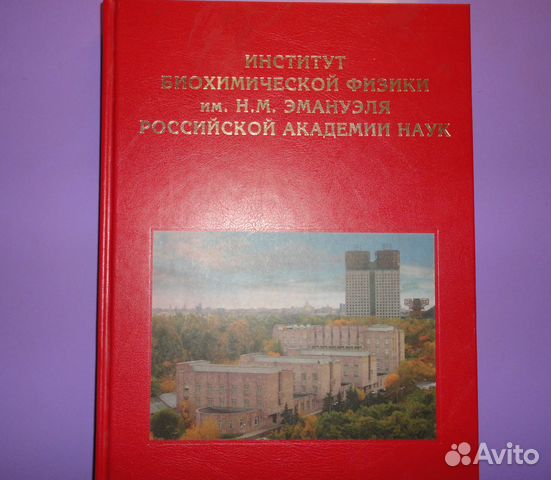 ИНСТИТУТ
БИОХИМИЧЕСКОЙ ФИЗИКИ
ИМ. Н.М. ЭМАНУЭЛЯ
РОССИЙСКОЙ АКАДЕМИИ НАУК
Avito